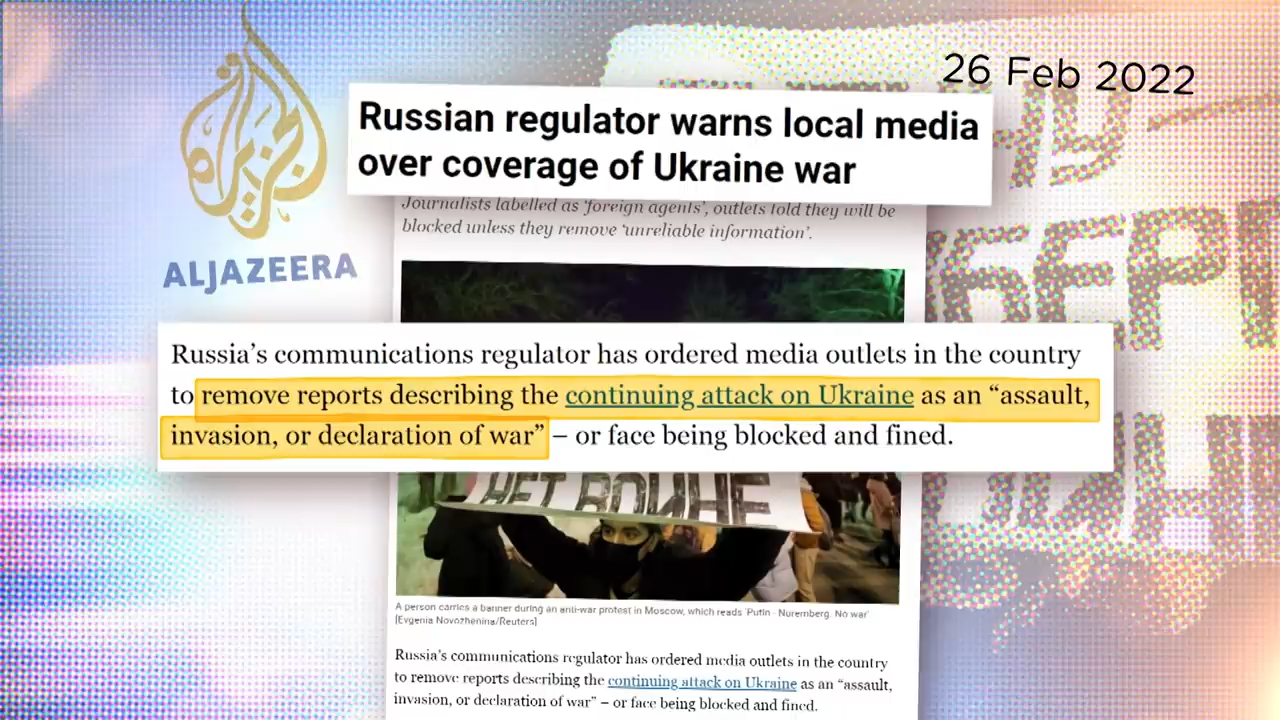 26 Feb 2022
Russian regulator warns local media
over coverage of Ukraine war
ALJAZEERA
Journalists labelled as 'foreign agents', outlets told they will be
blocked unless they remove 'unreliable information'.
Russia's communications regulator has ordered media outlets in the country
to remove reports describing the continuing attack on Ukraine as an “assault,
invasion, or declaration of war” – or face being blocked and fined.
НЕТ ВОЙНЕ
A person carries a banner during an anti-war protest in Moscow, which reads 'Putin - Nuremberg. No war'
[Evgenia Novozhenina/Reuters]
Russia's communications regulator has ordered media outlets in the country
to remove reports describing the continuing attack on Ukraine as an “assault,
invasion, or declaration of war” – or face being blocked and fined.